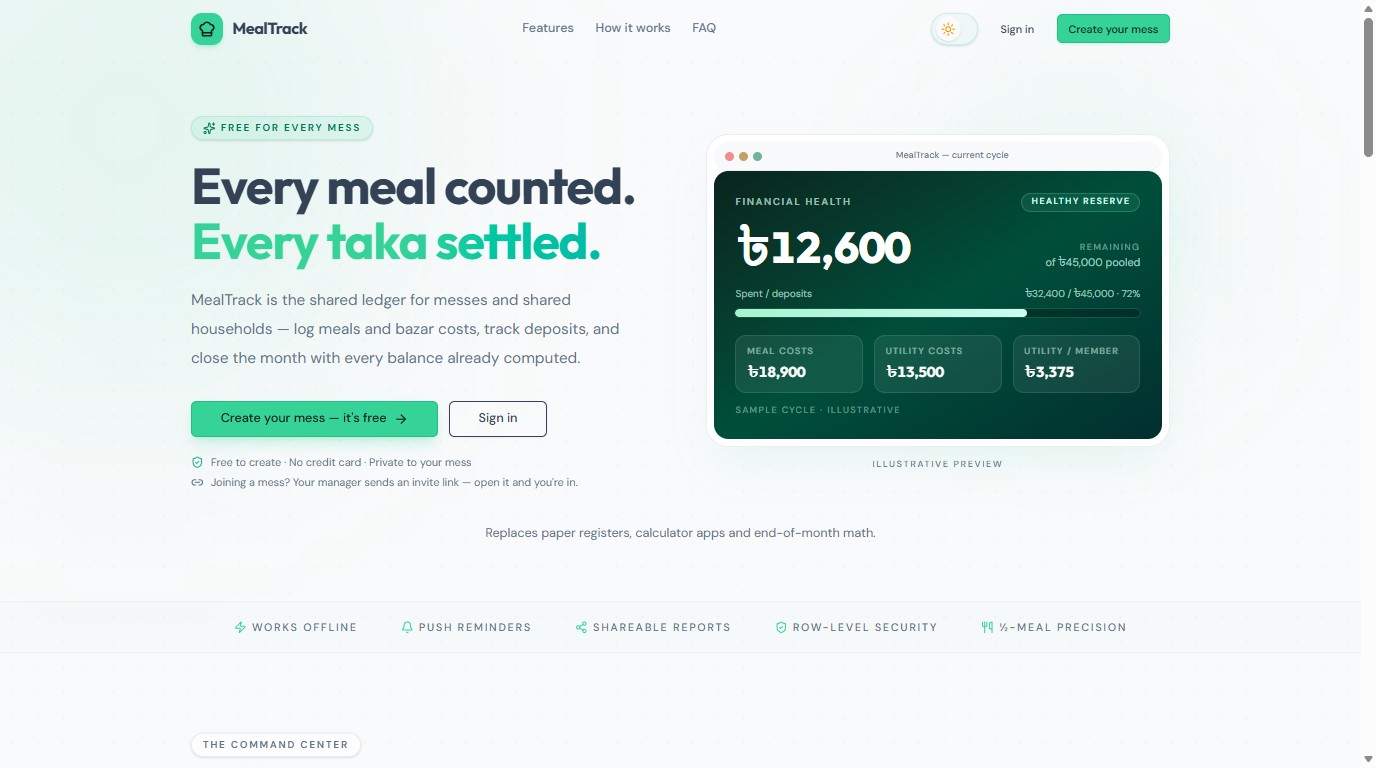 MealTrack
Features How it works FAQ
Sign in
Create your mess
FREE FOR EVERY MESS
Every meal counted.
Every taka settled.
MealTrack is the shared ledger for messes and shared
households — log meals and bazar costs, track deposits, and
close the month with every balance already computed.
Create your mess — it's free →
Sign in
Free to create · No credit card · Private to your mess
Joining a mess? Your manager sends an invite link — open it and you're in.
MealTrack — current cycle
FINANCIAL HEALTH
HEALTHY RESERVE
৳12,600
REMAINING
of ৳45,000 pooled
Spent / deposits
৳32,400 / ৳45,000 · 72%
MEAL COSTS
৳18,900
UTILITY COSTS
৳13,500
UTILITY / MEMBER
৳3,375
SAMPLE CYCLE · ILLUSTRATIVE
ILLUSTRATIVE PREVIEW
Replaces paper registers, calculator apps and end-of-month math.
WORKS OFFLINE
PUSH REMINDERS
SHAREABLE REPORTS
ROW-LEVEL SECURITY
½-MEAL PRECISION
THE COMMAND CENTER